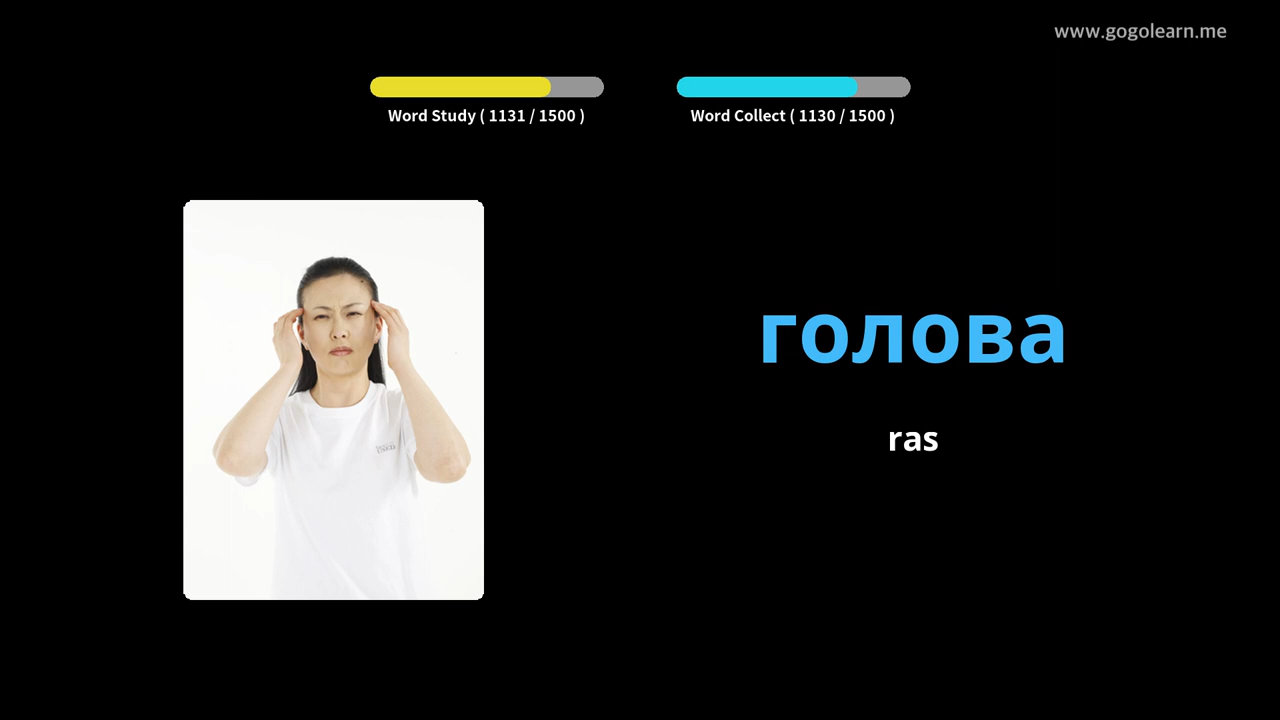 www.gogolearn.me
Word Study ( 1131 / 1500 )
Word Collect ( 1130 / 1500 )
голова
ras